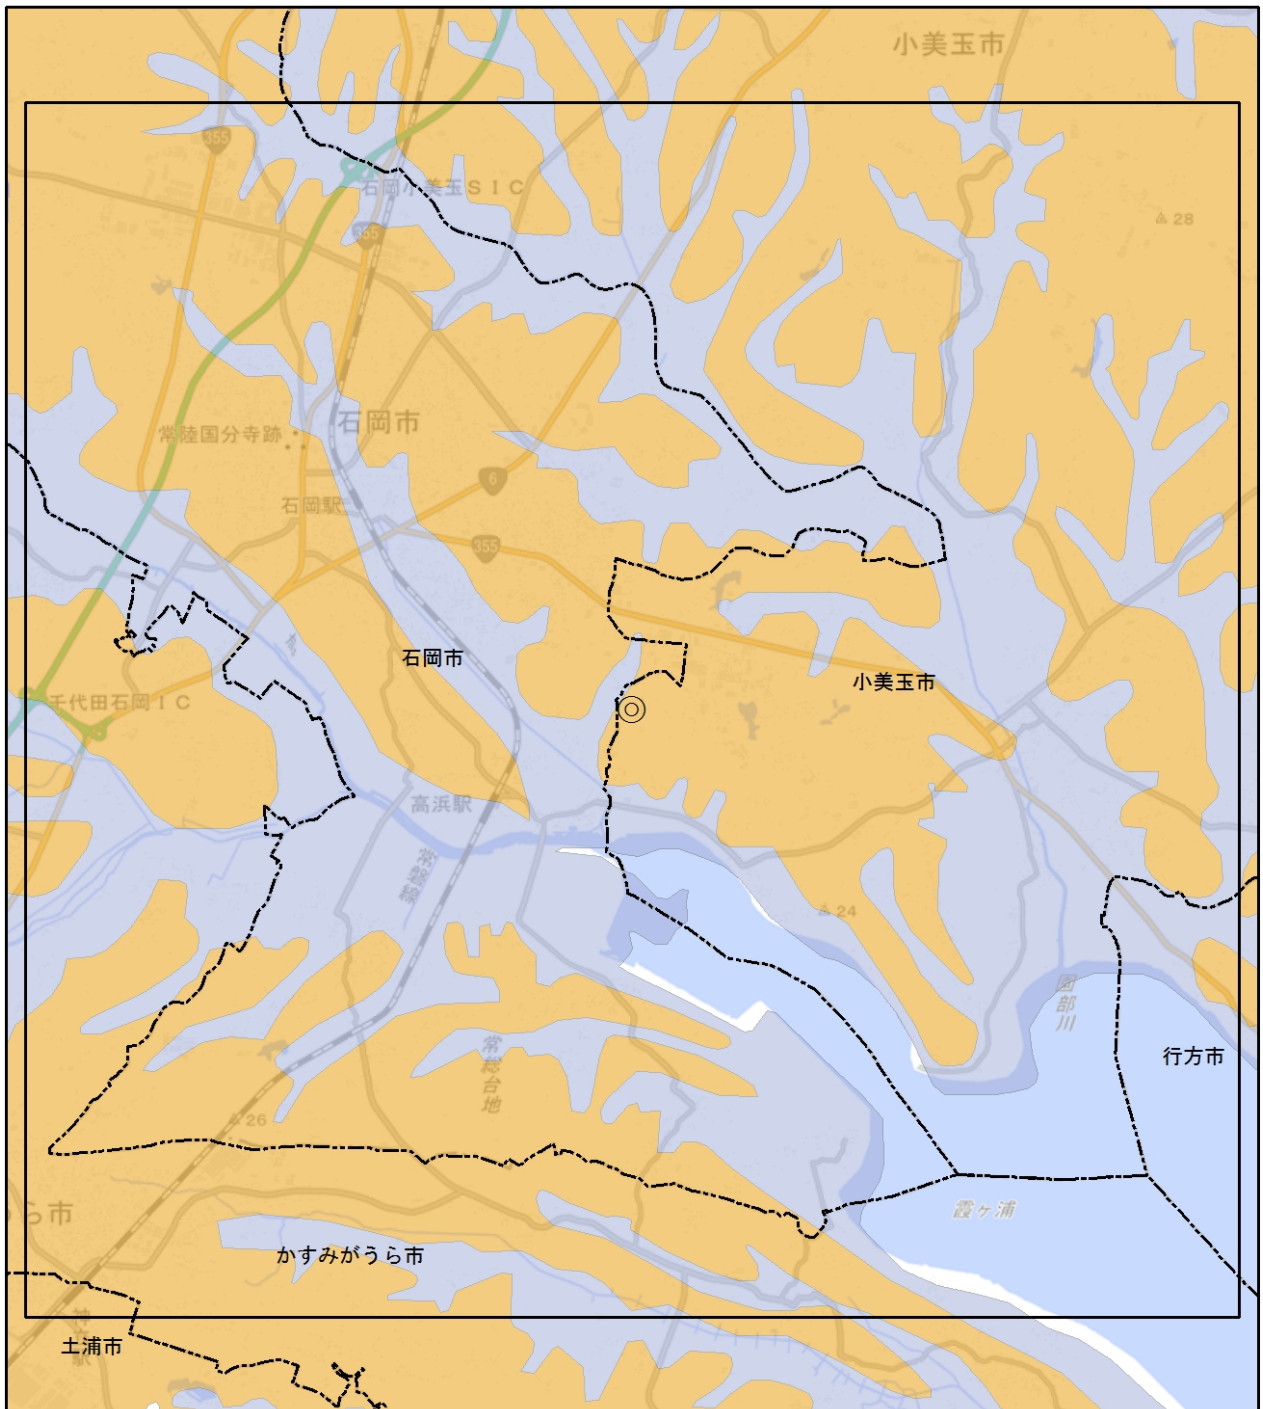 小美玉市
355
石岡小美玉ＳＩＣ
28
355
石岡市
常陸国分寺跡
6
石岡駅
355
石岡市
小美玉市
千代田石岡ＩＣ
高浜駅
常磐線
24
園部川
常総台地
行方市
26
霞ヶ浦
ら市
かすみがうら市
土浦市